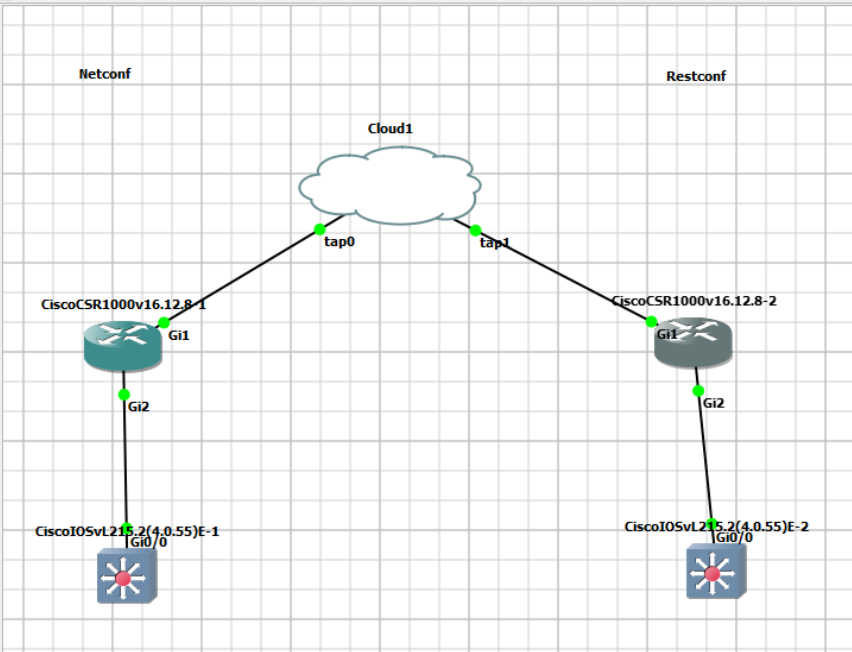 Netconf
Restconf
Cloud1
tap0
tap1
CiscoCSR1000v16.12.8-1
CiscoCSR1000v16.12.8-2
Gi1
Gi1
Gi2
Gi2
CiscoIOSvL215.2(4.0.55)E-1
CiscoIOSvL215.2(4.0.55)E-2
Gi0/0
Gi0/0